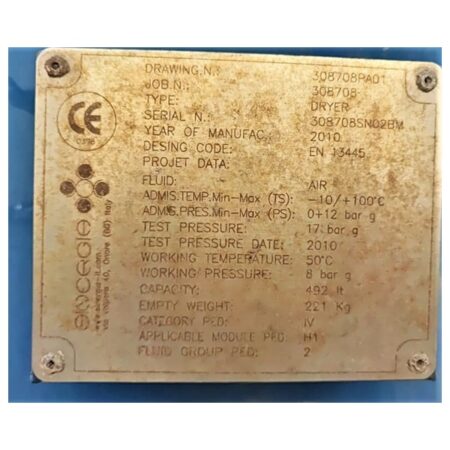 DRAWING N.: 308708PA01
JOB N.: 308708
TYPE: DRYER
SERIAL N.: 308708SN02BM
YEAR OF MANUFAC.: 2010
DESING CODE: EN 13445
PROJET DATA:
FLUID: AIR
ADMIS.TEMP.Min-Max (TS): -10/+100°C
ADMIS.PRES.Min-Max (PS): 0+12 bar g
TEST PRESSURE: 17 bar g
TEST PRESSURE DATE: 2010
WORKING TEMPERATURE: 50°C
WORKING PRESSURE: 8 bar g
CAPACITY: 492 lt
EMPTY WEIGHT: 221 Kg
CATEGORY PED: IV
APPLICABLE MODULE PED: H1
FLUID GROUP PED: 2
CE